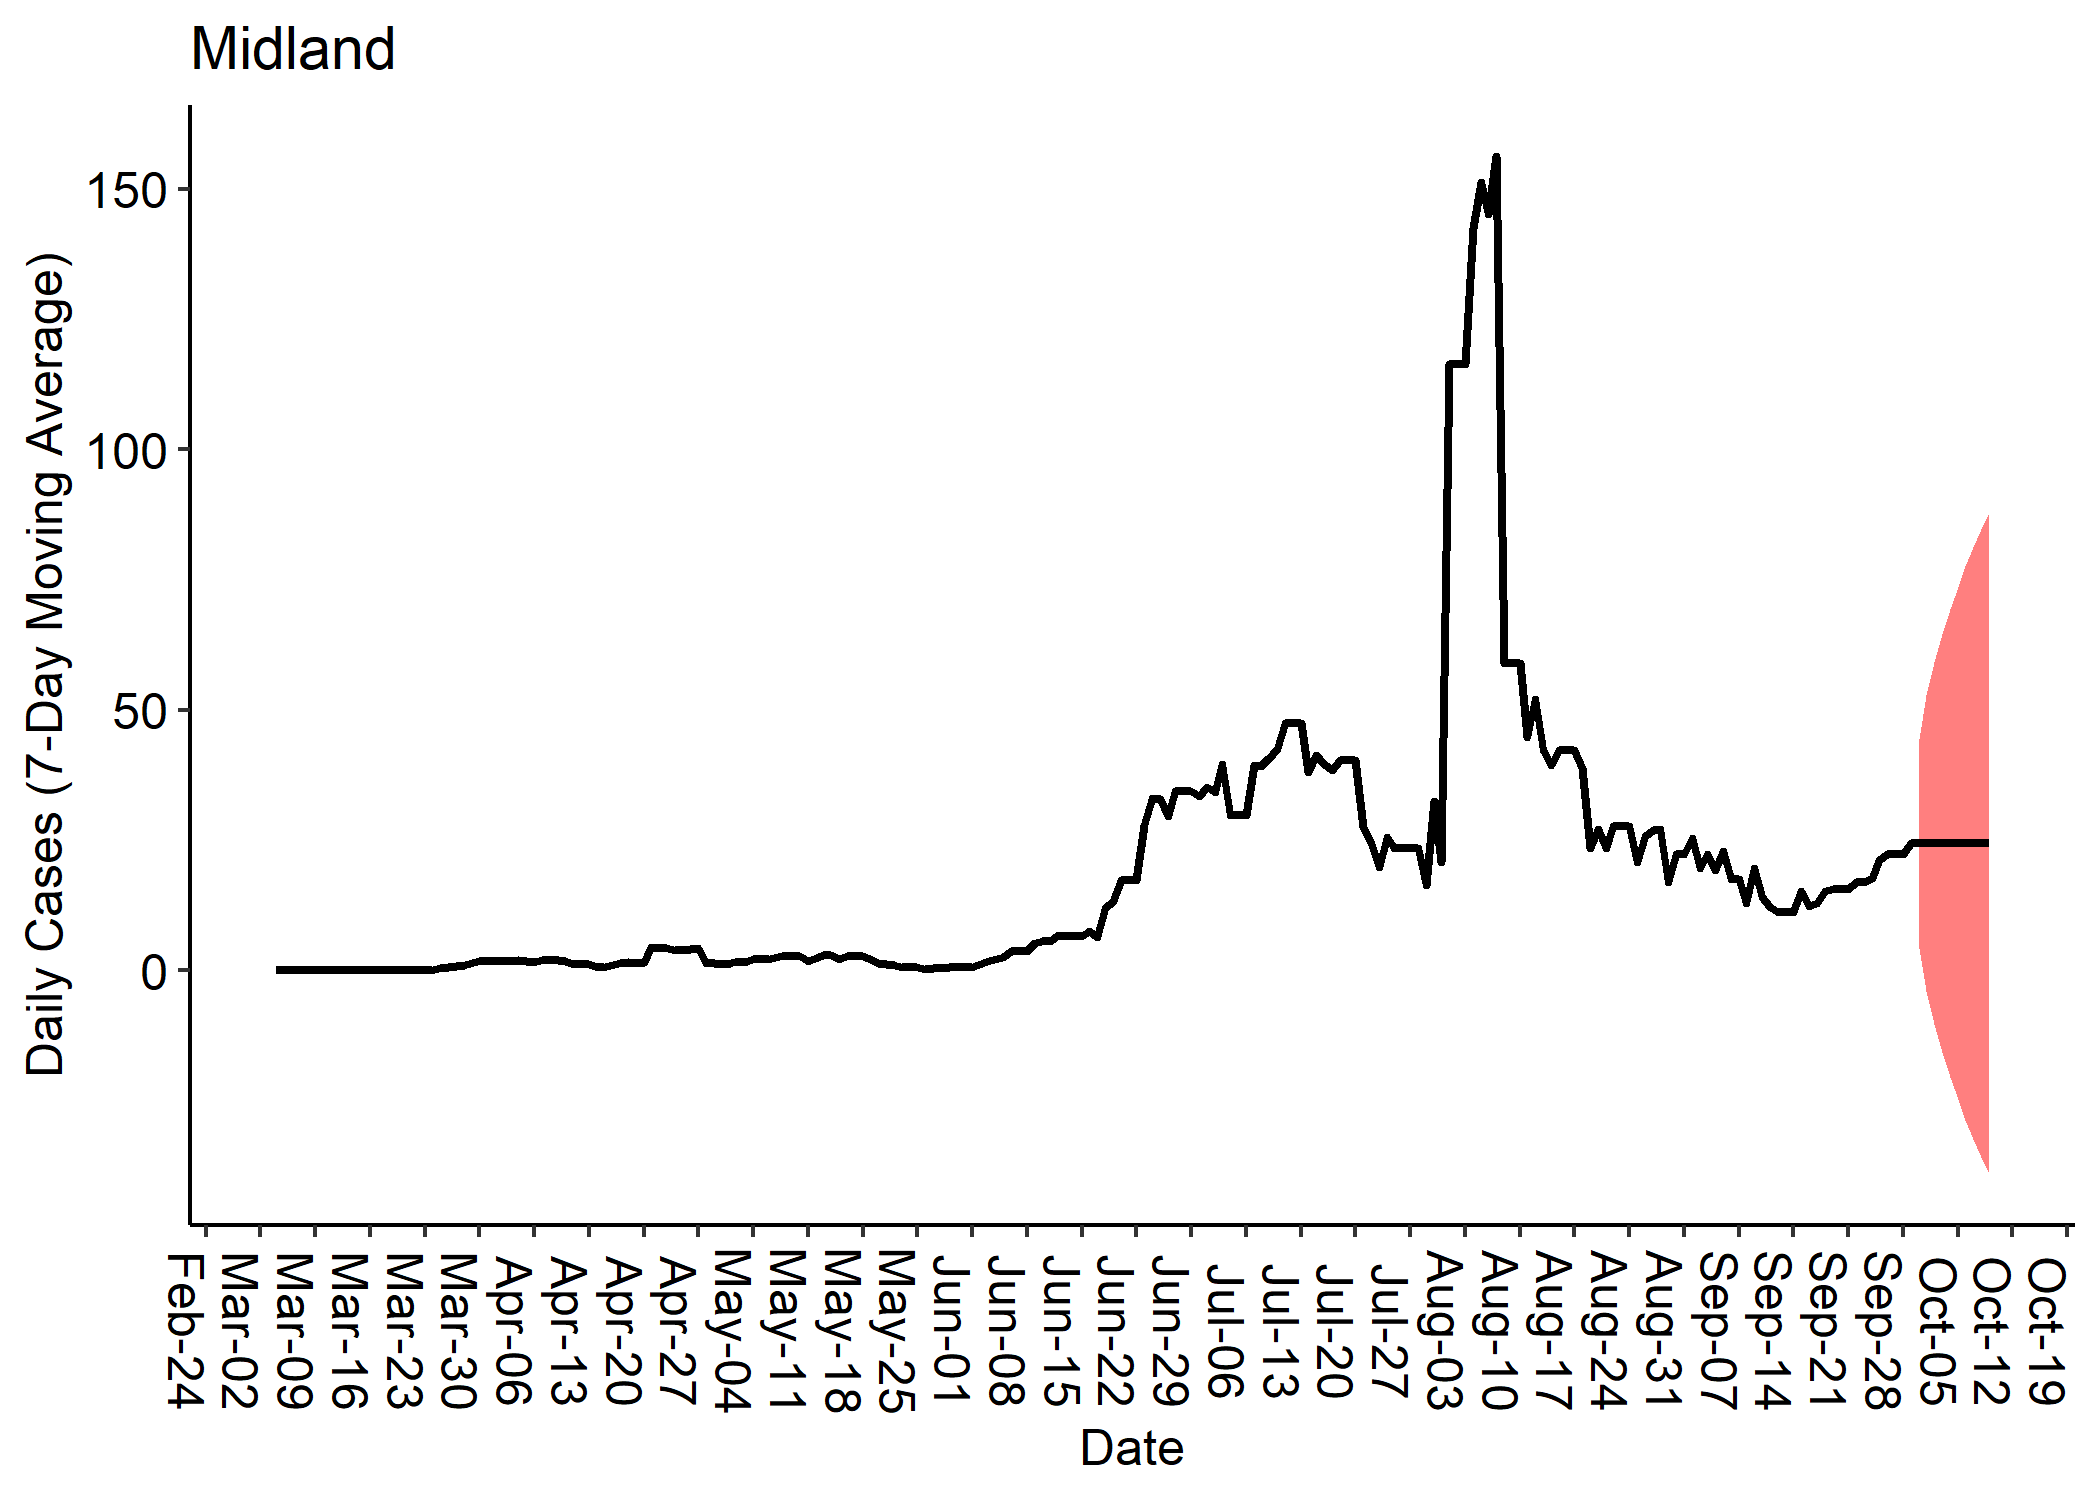 Midland
Daily Cases (7-Day Moving Average)
150
100
50
0
Feb-24
Mar-02
Mar-09
Mar-16
Mar-23
Mar-30
Apr-06
Apr-13
Apr-20
Apr-27
May-04
May-11
May-18
May-25
Jun-01
Jun-08
Jun-15
Jun-22
Jun-29
Jul-06
Jul-13
Jul-20
Jul-27
Aug-03
Aug-10
Aug-17
Aug-24
Aug-31
Sep-07
Sep-14
Sep-21
Sep-28
Oct-05
Oct-12
Oct-19
Date